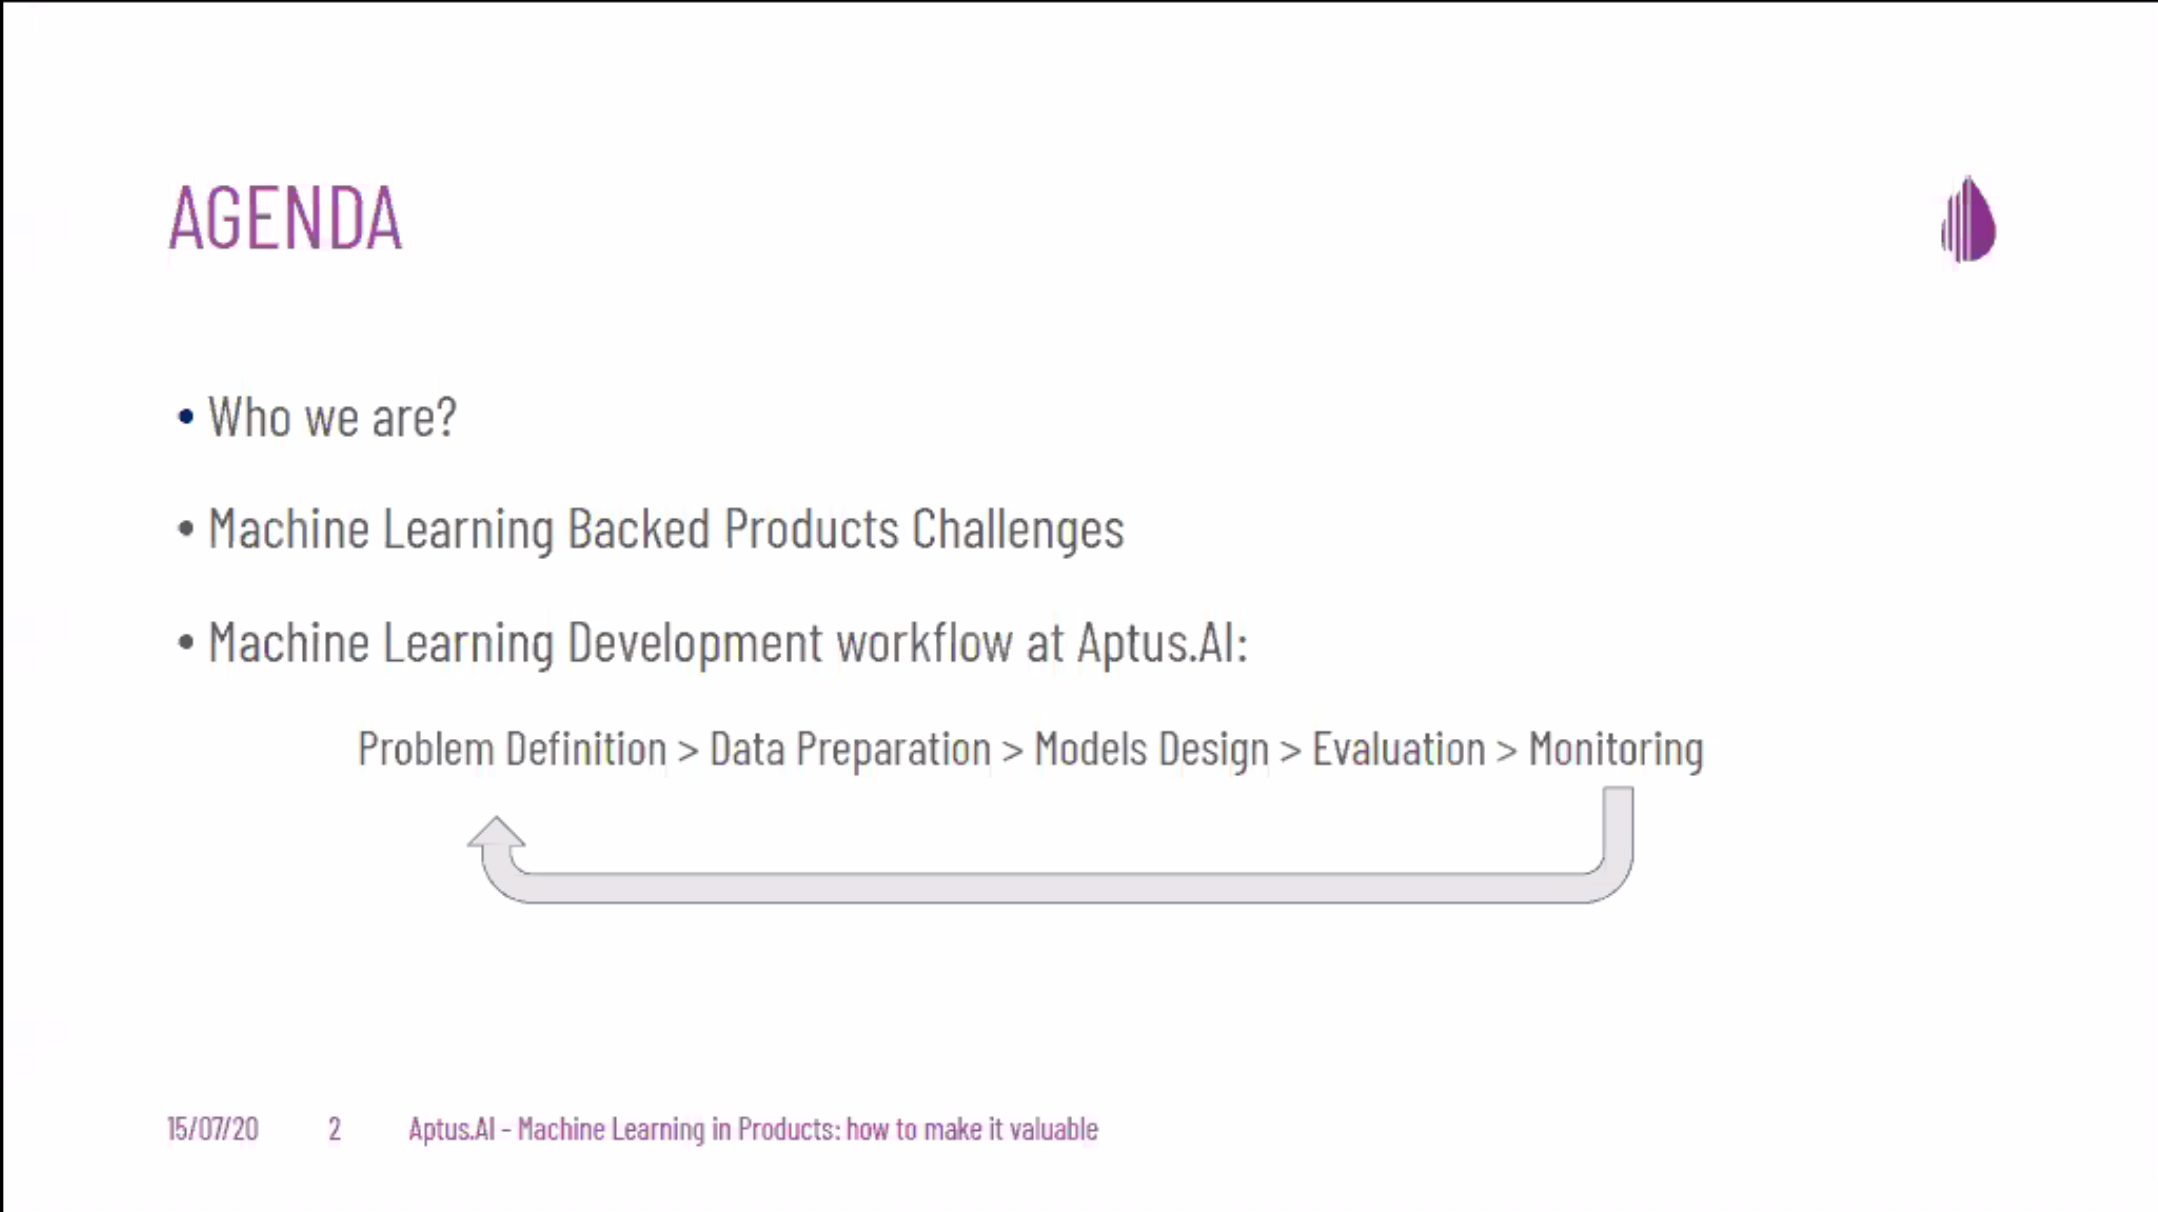 AGENDA
• Who we are?
• Machine Learning Backed Products Challenges
• Machine Learning Development workflow at Aptus.AI:
Problem Definition > Data Preparation > Models Design > Evaluation > Monitoring
15/07/20 2 Aptus.AI - Machine Learning in Products: how to make it valuable